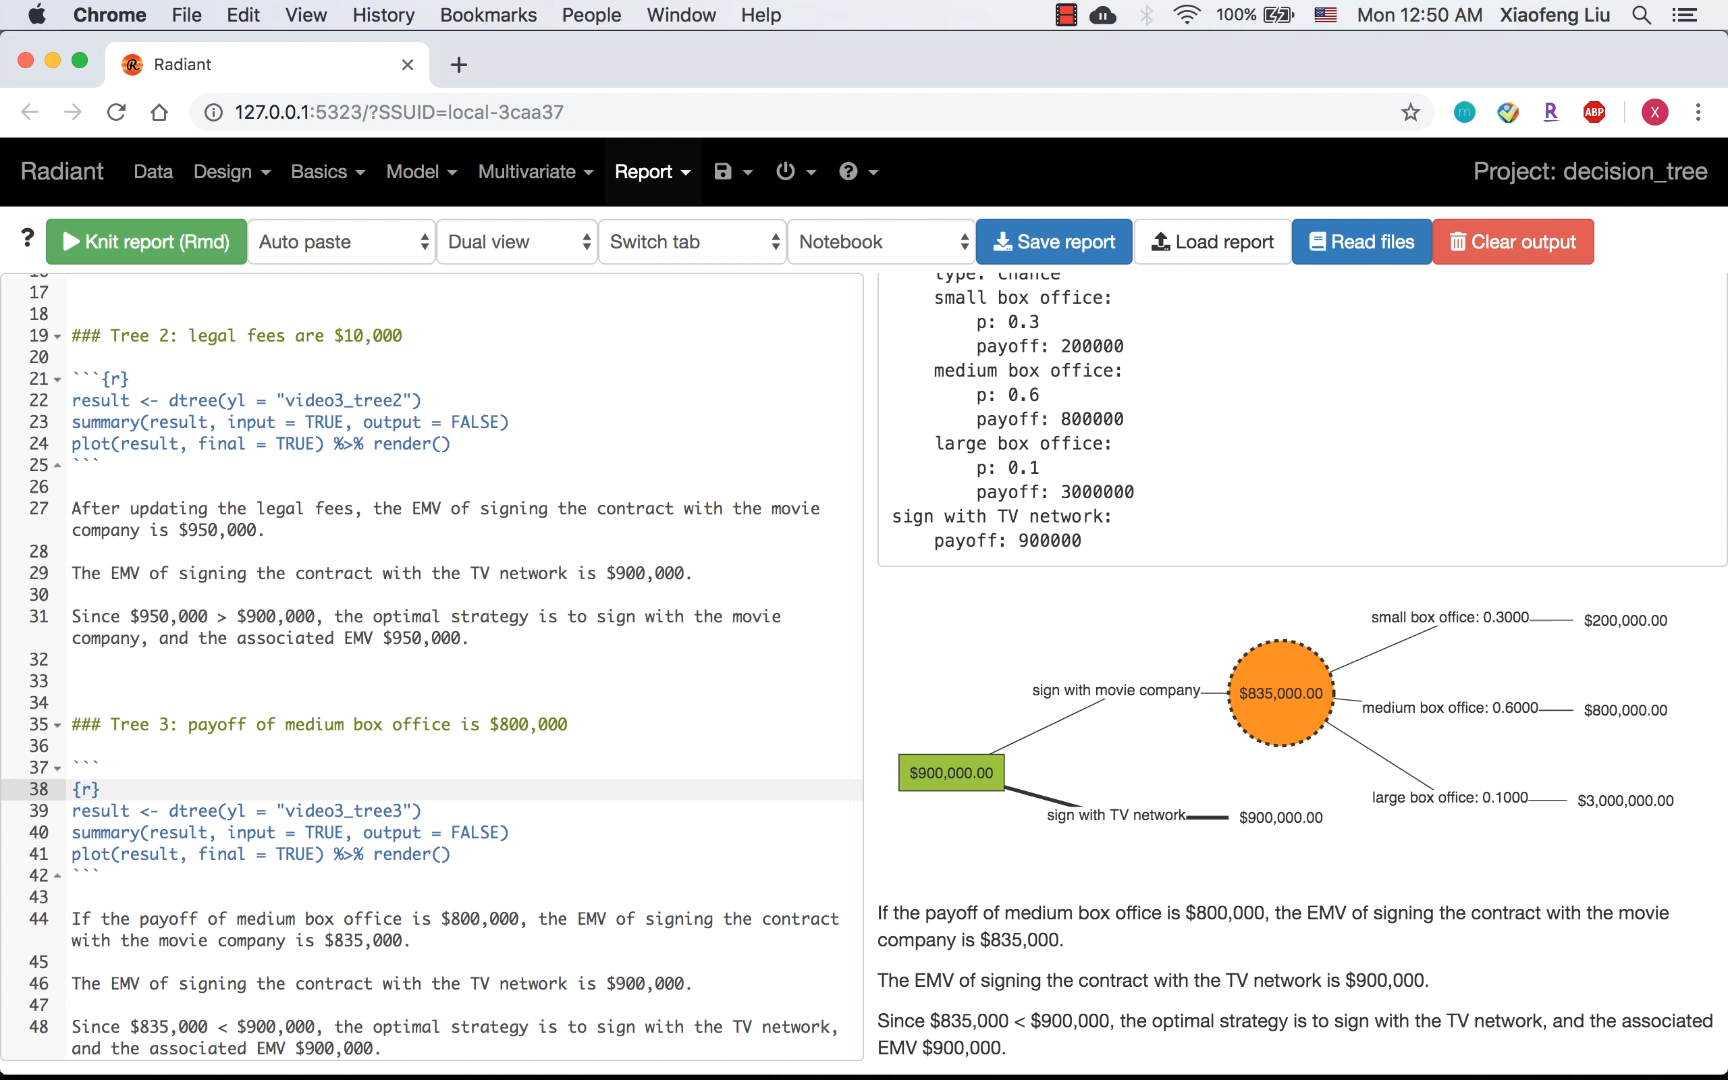 Chrome File Edit View History Bookmarks People Window Help 100% Mon 12:50 AM Xiaofeng Liu
Radiant
127.0.0.1:5323/?SSUID=local-3caa37
Radiant Data Design Basics Model Multivariate Report Project: decision_tree
? Knit report (Rmd) Auto paste Dual view Switch tab Notebook Save report Load report Read files Clear output
17
18
19 ### Tree 2: legal fees are $10,000
20
21 ```{r}
22 result <- dtree(yl = "video3_tree2")
23 summary(result, input = TRUE, output = FALSE)
24 plot(result, final = TRUE) %>% render()
25 ```
26
27 After updating the legal fees, the EMV of signing the contract with the movie
company is $950,000.
28
29 The EMV of signing the contract with the TV network is $900,000.
30
31 Since $950,000 > $900,000, the optimal strategy is to sign with the movie
company, and the associated EMV $950,000.
32
33
34
35 ### Tree 3: payoff of medium box office is $800,000
36
37 ```
38 {r}
39 result <- dtree(yl = "video3_tree3")
40 summary(result, input = TRUE, output = FALSE)
41 plot(result, final = TRUE) %>% render()
42 ```
43
44 If the payoff of medium box office is $800,000, the EMV of signing the contract
with the movie company is $835,000.
45
46 The EMV of signing the contract with the TV network is $900,000.
47
48 Since $835,000 < $900,000, the optimal strategy is to sign with the TV network,
and the associated EMV $900,000.
type: chance
small box office:
p: 0.3
payoff: 200000
medium box office:
p: 0.6
payoff: 800000
large box office:
p: 0.1
payoff: 3000000
sign with TV network:
payoff: 900000
small box office: 0.3000 $200,000.00
sign with movie company $835,000.00
medium box office: 0.6000 $800,000.00
$900,000.00
large box office: 0.1000 $3,000,000.00
sign with TV network $900,000.00
If the payoff of medium box office is $800,000, the EMV of signing the contract with the movie
company is $835,000.
The EMV of signing the contract with the TV network is $900,000.
Since $835,000 < $900,000, the optimal strategy is to sign with the TV network, and the associated
EMV $900,000.